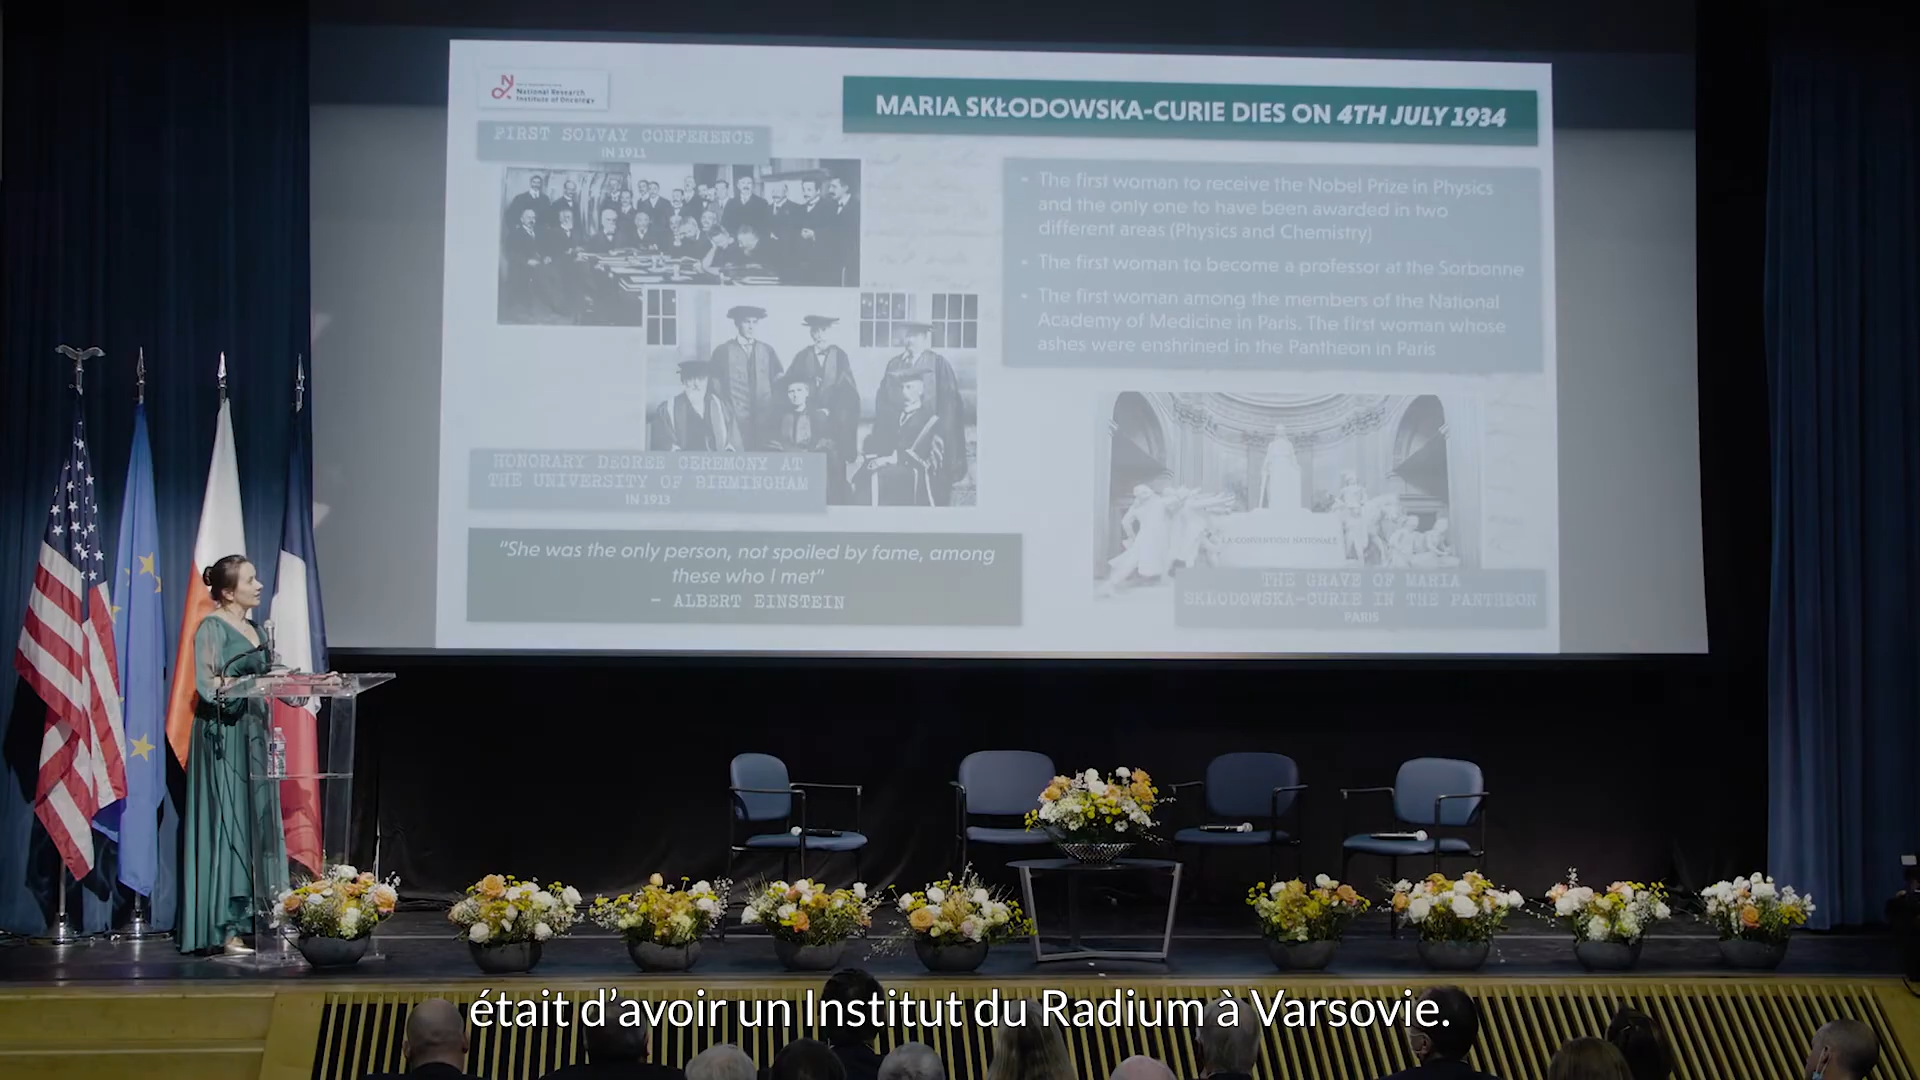 National Research
Institute of Oncology
MARIA SKŁODOWSKA-CURIE DIES ON 4TH JULY 1934
FIRST SOLVAY CONFERENCE
IN 1911
- The first woman to receive the Nobel Prize in Physics
and the only one to have been awarded in two
different areas (Physics and Chemistry)
- The first woman to become a professor at the Sorbonne
- The first woman among the members of the National
Academy of Medicine in Paris. The first woman whose
ashes were enshrined in the Pantheon in Paris
HONORARY DEGREE CEREMONY AT
THE UNIVERSITY OF BIRMINGHAM
IN 1913
"She was the only person, not spoiled by fame, among
these who I met"
- ALBERT EINSTEIN
LA CONVENTION NATIONALE
THE GRAVE OF MARIA
SKLODOWSKA-CURIE IN THE PANTHEON
PARIS
était d'avoir un Institut du Radium à Varsovie.